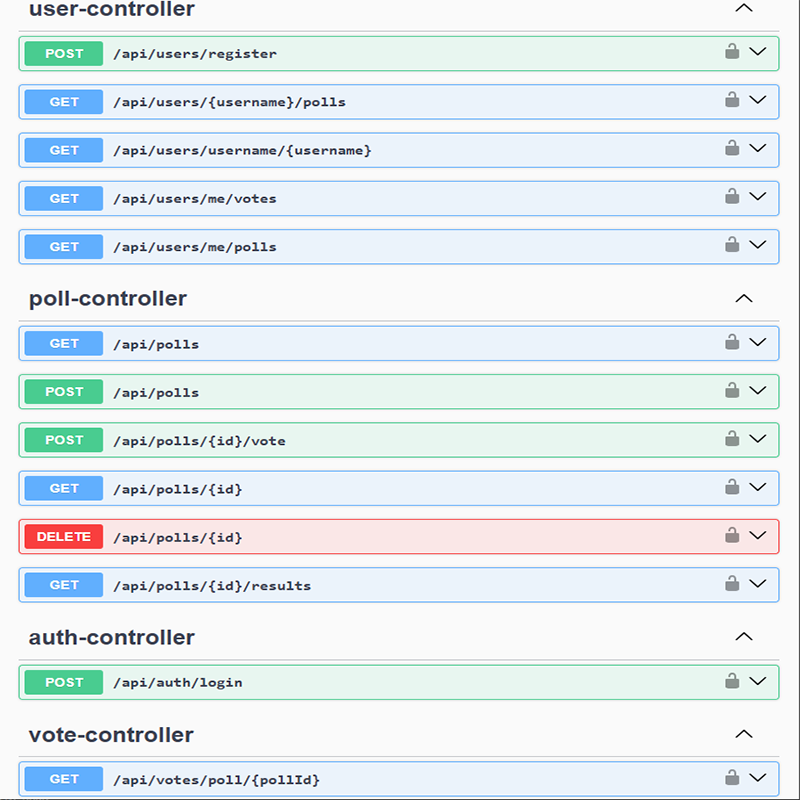 user-controller
POST /api/users/register
GET /api/users/{username}/polls
GET /api/users/username/{username}
GET /api/users/me/votes
GET /api/users/me/polls
poll-controller
GET /api/polls
POST /api/polls
POST /api/polls/{id}/vote
GET /api/polls/{id}
DELETE /api/polls/{id}
GET /api/polls/{id}/results
auth-controller
POST /api/auth/login
vote-controller
GET /api/votes/poll/{pollId}